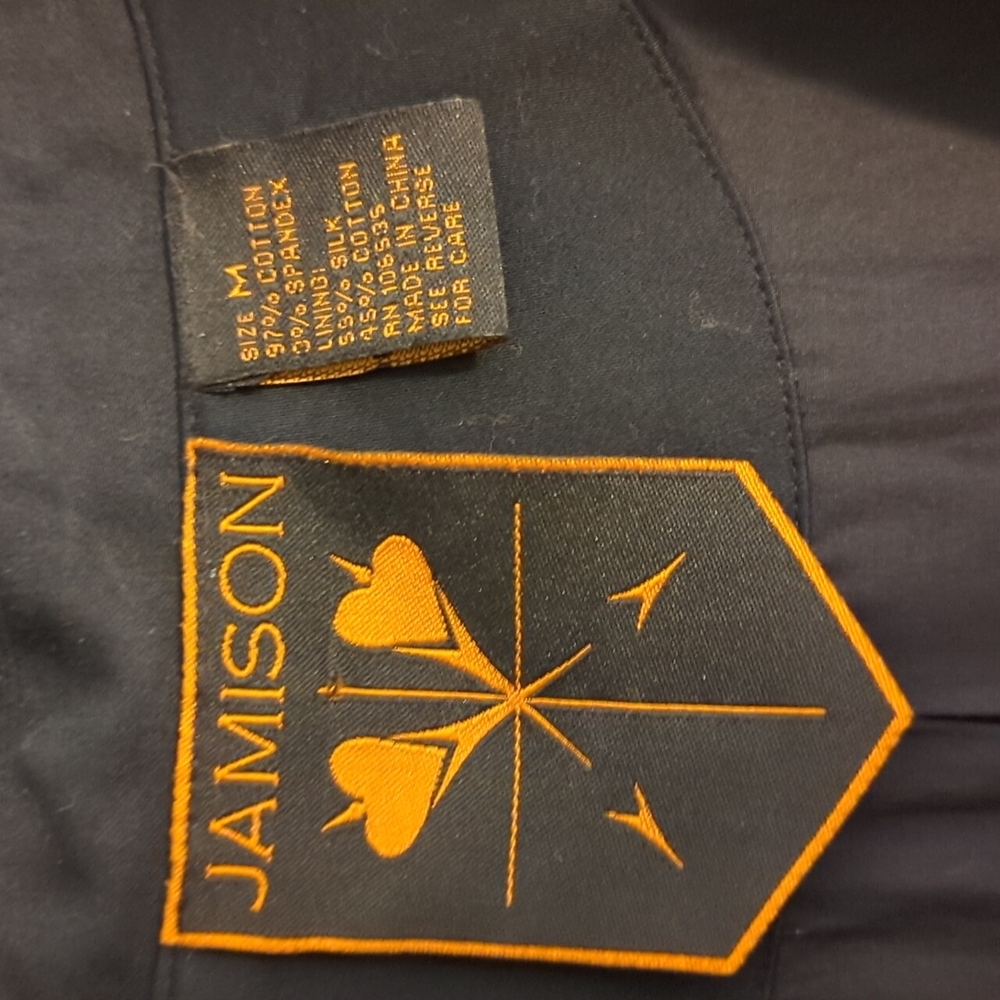 JAMISON
SIZE M
97% COTTON
3% SPANDEX
LINING:
55% SILK
45% COTTON
RN 106535
MADE IN CHINA
SEE REVERSE
FOR CARE